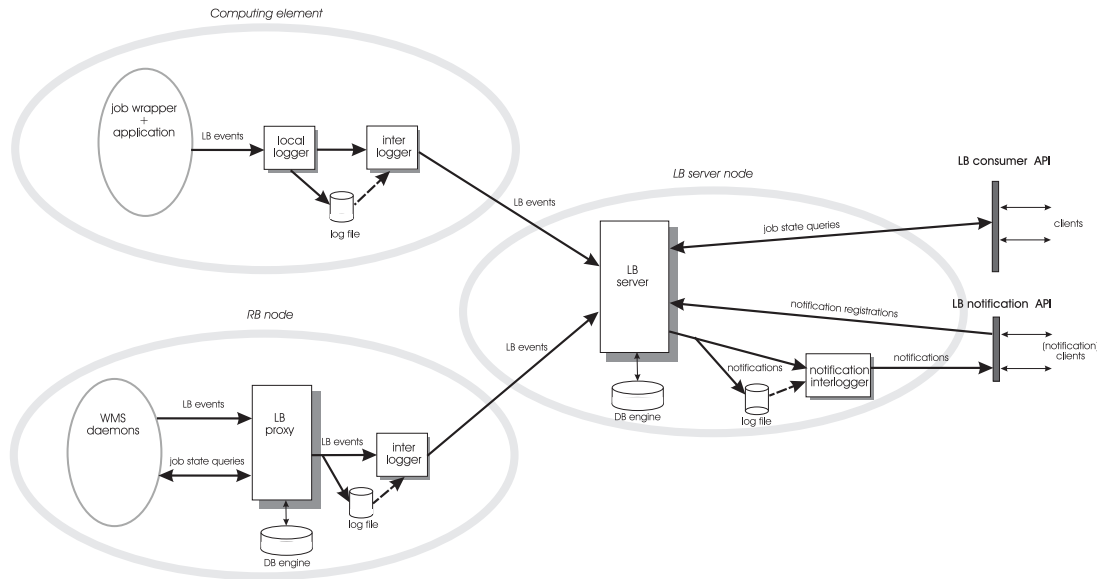 Computing element
job wrapper
+
application
LB events
local
logger
inter
logger
log file
LB events
LB server node
LB consumer API
job state queries
clients
LB
server
LB notification API
notification registrations
(notification)
clients
notifications
notification
interlogger
notifications
log file
DB engine
RB node
LB events
WMS
daemons
LB events
LB
proxy
LB events
inter
logger
job state queries
log file
DB engine